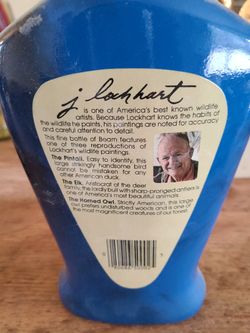 j lockhart
is one of America's best known wildlife
artists. Because Lockhart knows the habits of
the wildlife he paints, his paintings are noted for accuracy
and careful attention to detail.
This fine bottle of Beam features
one of three reproductions of
Lockhart's wildlife paintings.
The Pintail. Easy to identify, this
large strikingly handsome bird
cannot be mistaken for any
other American duck.
The Elk. Aristocrat of the deer
family, the lordly bull with sharp-pronged antlers is
one of America's most beautiful animals.
The Horned Owl. Strictly American, this large
owl prefers undisturbed woods and is one of
the most magnificent creatures of our forest.